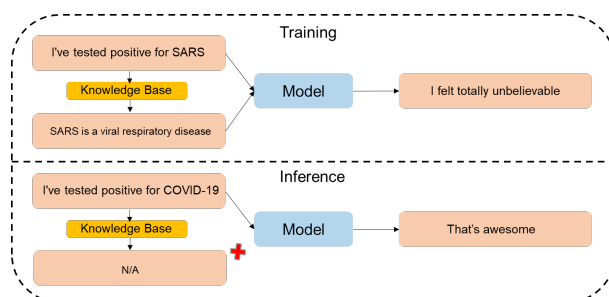 Training
I've tested positive for SARS
Knowledge Base
SARS is a viral respiratory disease
Model
I felt totally unbelievable
Inference
I've tested positive for COVID-19
Knowledge Base
N/A
Model
That's awesome